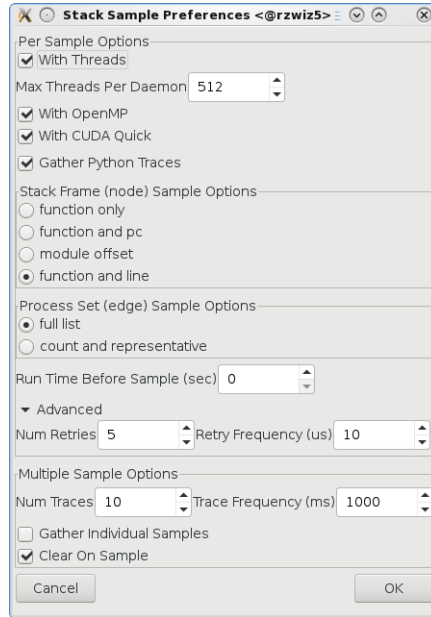 Stack Sample Preferences <@rzwiz5>
Per Sample Options
With Threads
Max Threads Per Daemon 512
With OpenMP
With CUDA Quick
Gather Python Traces
Stack Frame (node) Sample Options
function only
function and pc
module offset
function and line
Process Set (edge) Sample Options
full list
count and representative
Run Time Before Sample (sec) 0
Advanced
Num Retries 5 Retry Frequency (us) 10
Multiple Sample Options
Num Traces 10 Trace Frequency (ms) 1000
Gather Individual Samples
Clear On Sample
Cancel OK